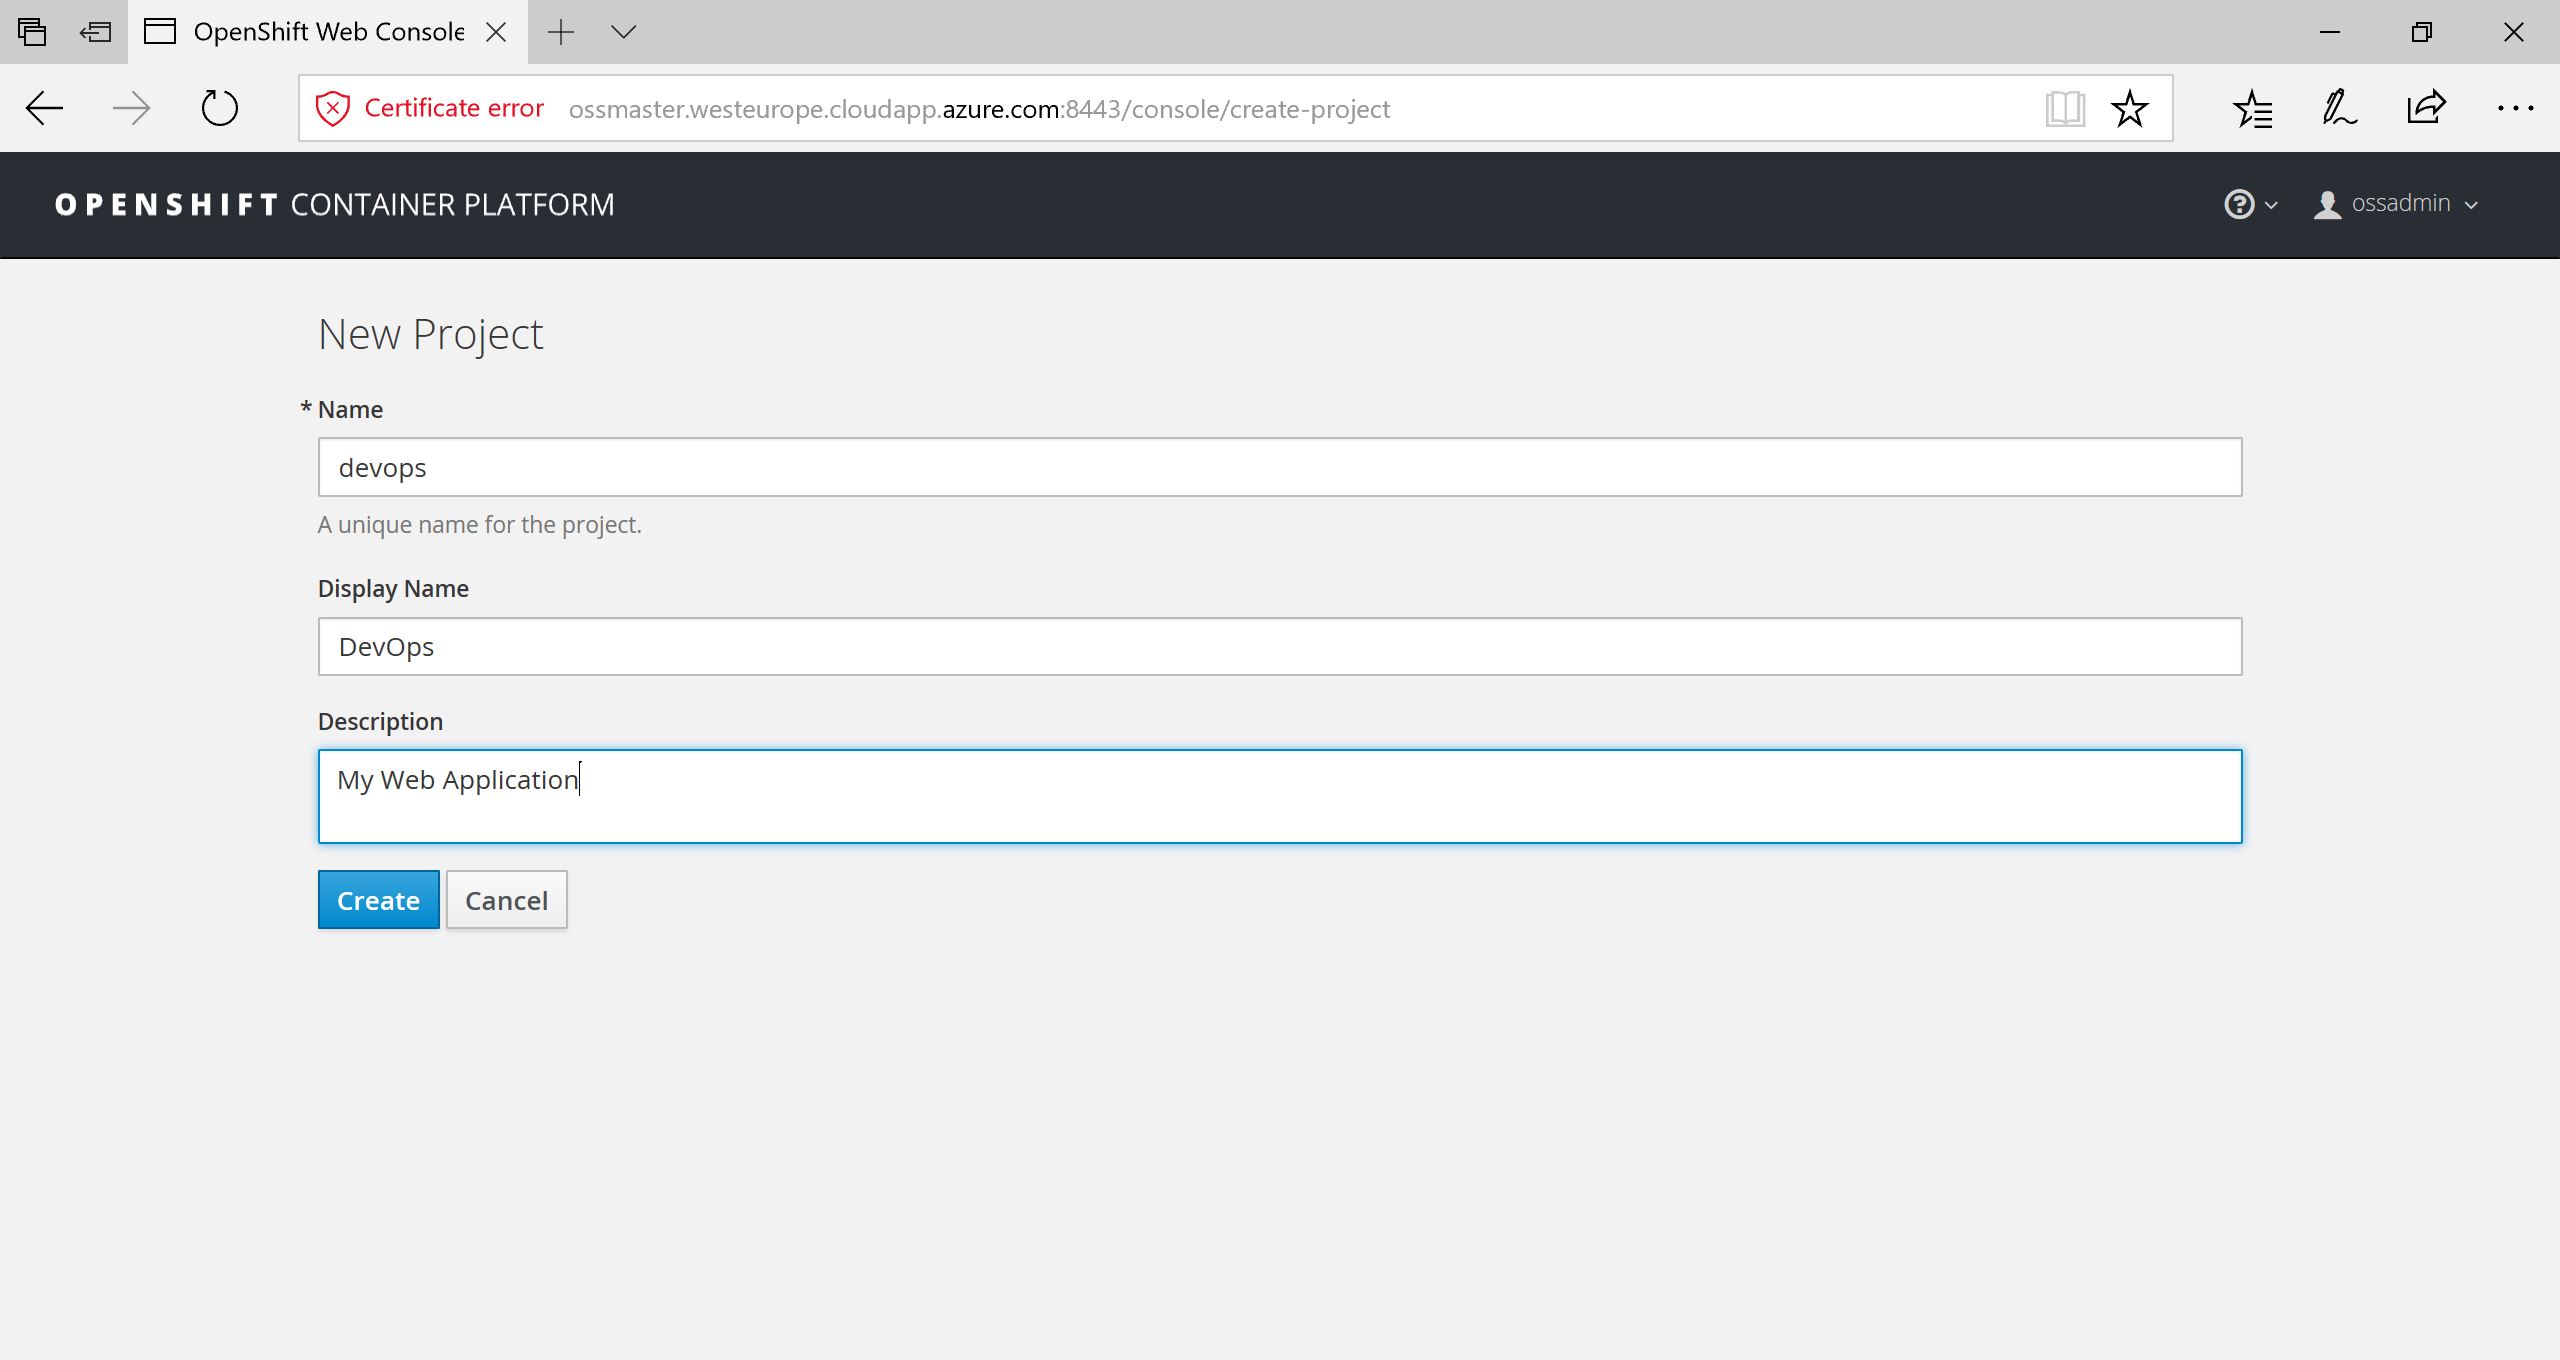 OpenShift Web Console
Certificate error ossmaster.westeurope.cloudapp.azure.com:8443/console/create-project
OPENSHIFT CONTAINER PLATFORM
ossadmin
New Project
* Name
devops
A unique name for the project.
Display Name
DevOps
Description
My Web Application
Create Cancel